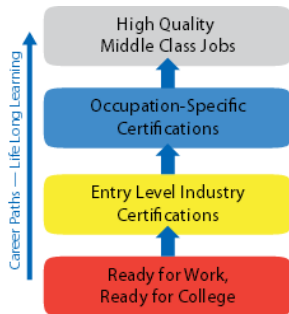 High Quality
Middle Class Jobs
Occupation-Specific
Certifications
Entry Level Industry
Certifications
Ready for Work,
Ready for College
Career Paths — Life Long Learning